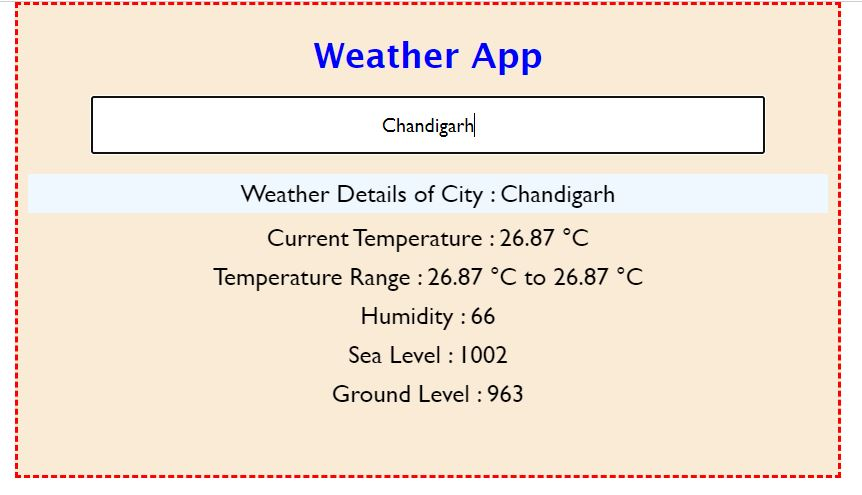 Weather App
Chandigarh
Weather Details of City : Chandigarh
Current Temperature : 26.87 °C
Temperature Range : 26.87 °C to 26.87 °C
Humidity : 66
Sea Level : 1002
Ground Level : 963